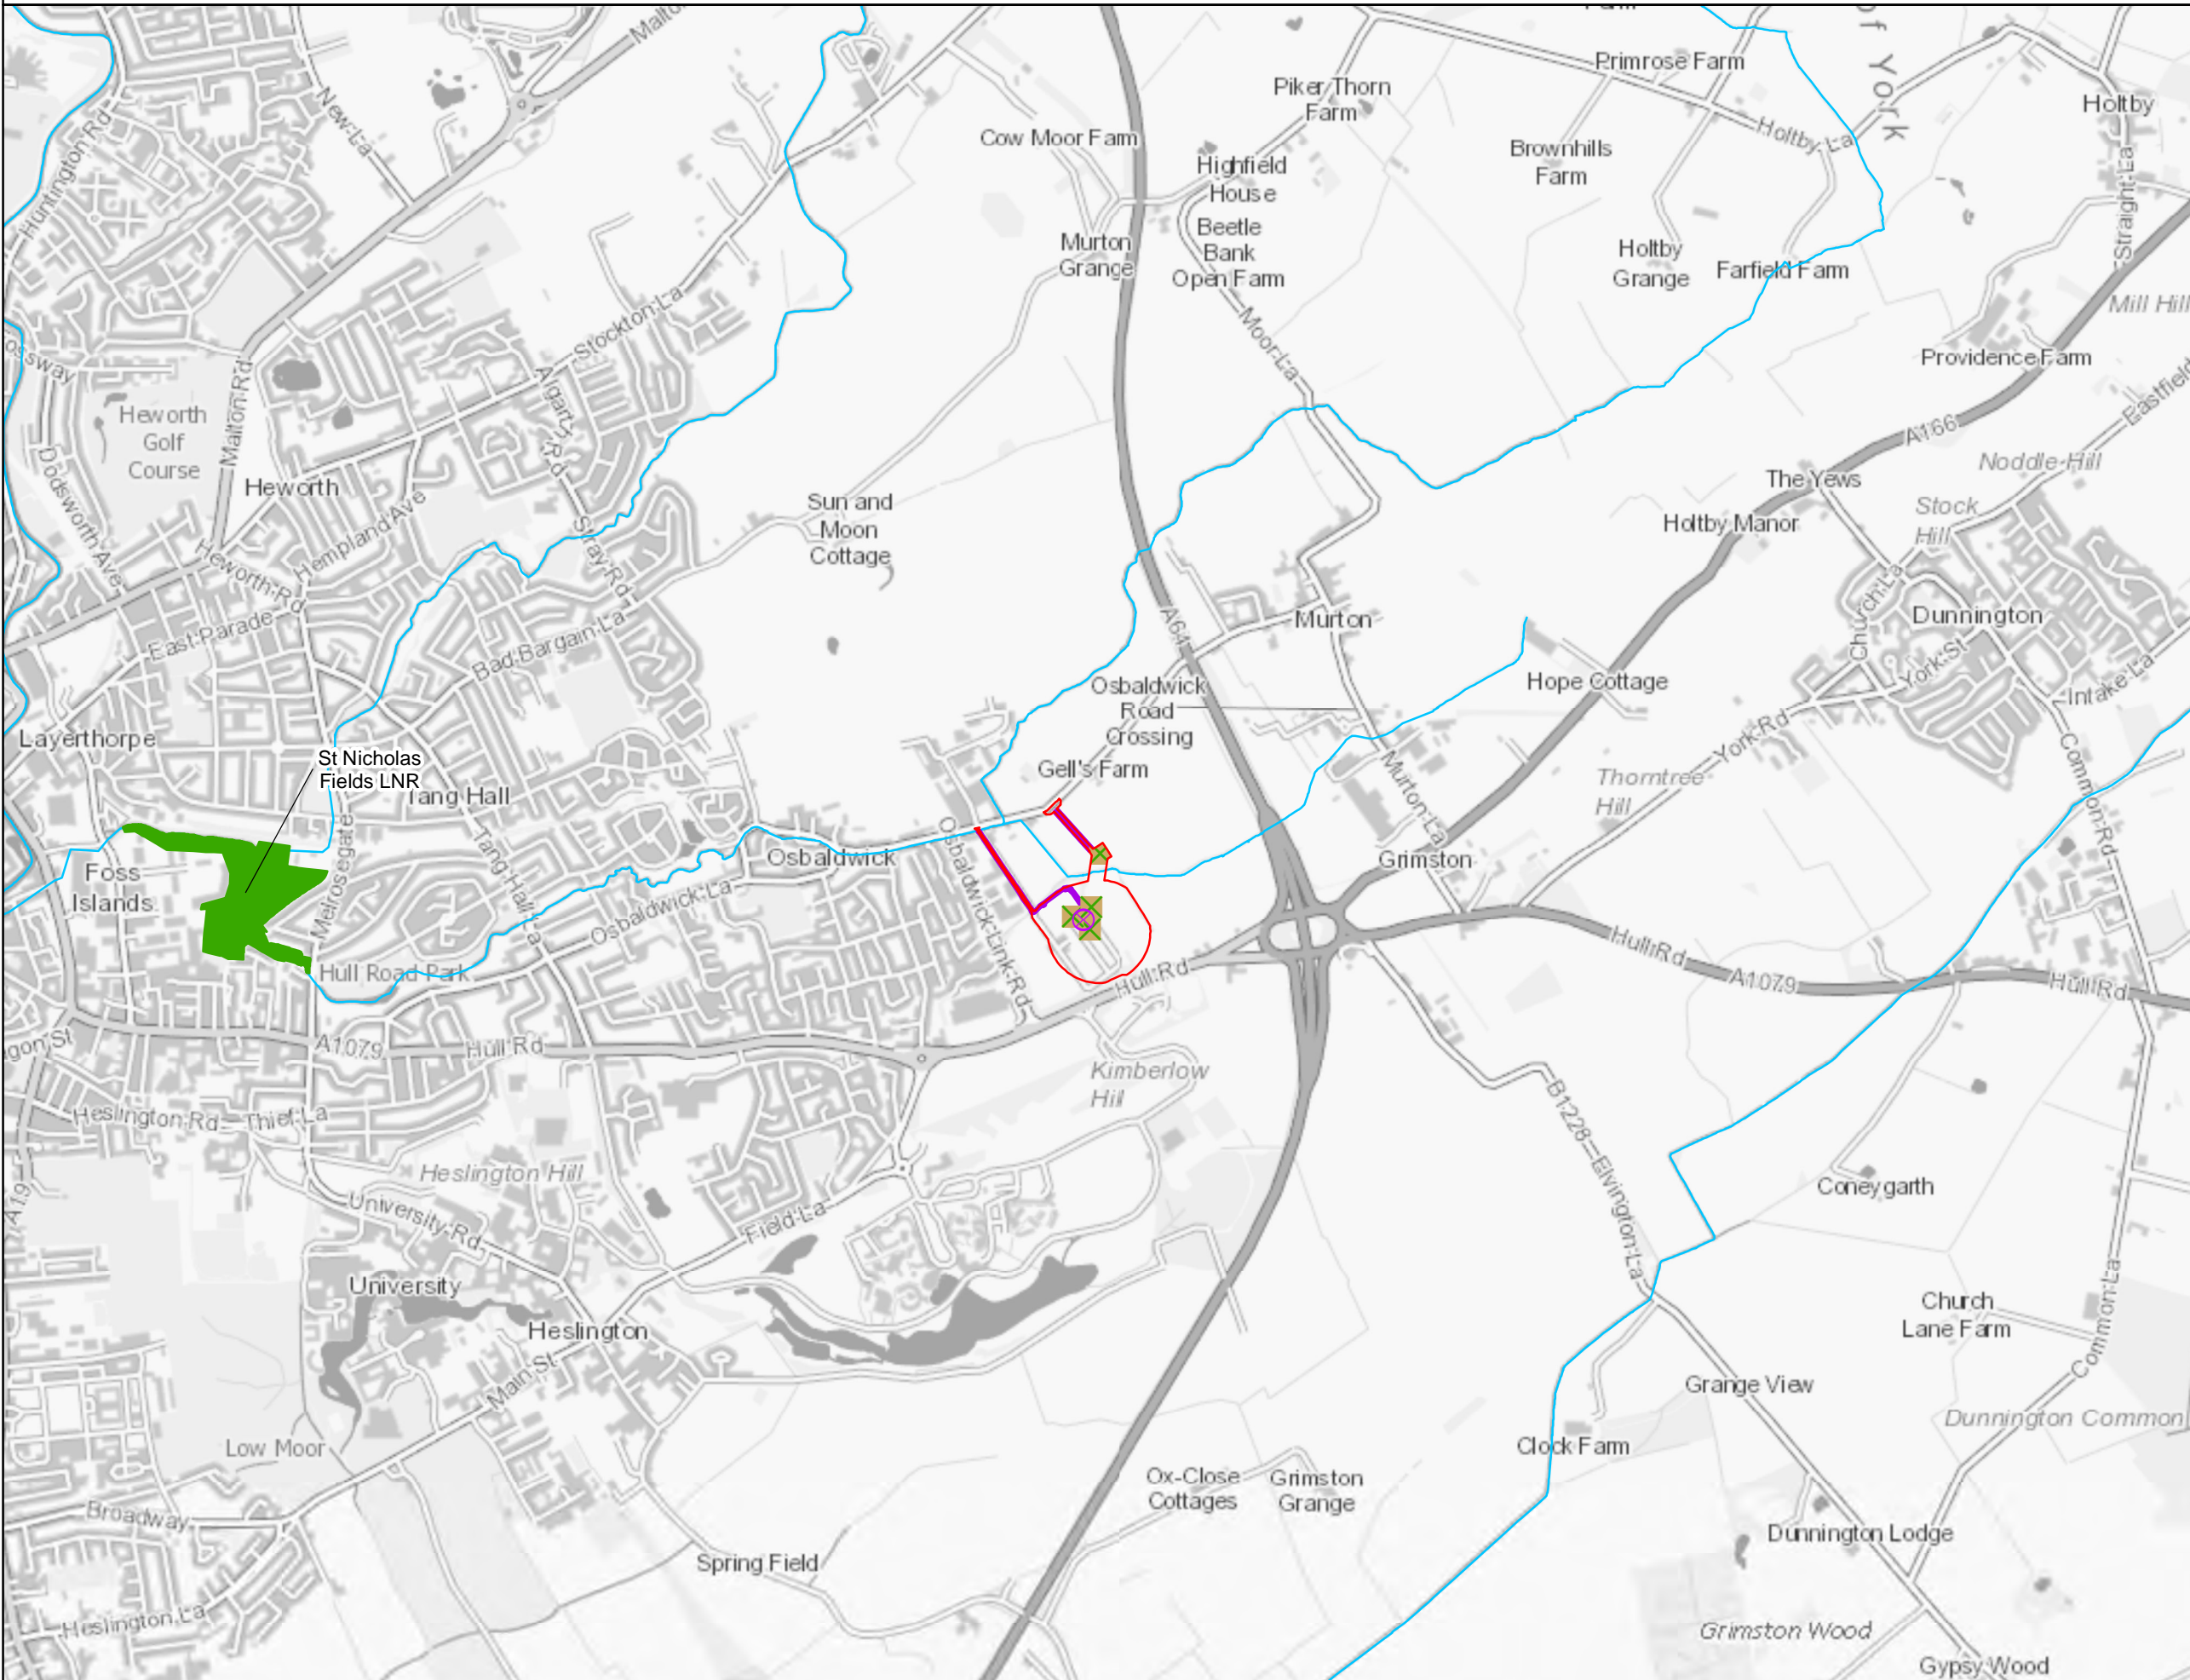 Malto
of York
Primrose Farm
New La
Huntington Rd
Piker Thorn
Farm
Holtby
Cow Moor Farm
Holtby La
Brownhills
Farm
Highfield
House
Straight La
Beetle
Bank
Open Farm
Murton
Grange
Holtby
Grange
Farfield Farm
Mill Hill
Stockton La
Moor La
ossway
Providence Farm
Malton Rd
Algarth Rd
Eastfield
Heworth
Golf
Course
A166
Noddle Hill
Dodsworth Ave
Heworth
The Yews
Sun and
Moon
Cottage
Stock
Hill
Holtby Manor
Hempland Ave
Stray Rd
Heworth Rd
Church La
A64
Murton
Dunnington
East Parade
Bad Bargain La
York St
Osbaldwick
Road
Crossing
Hope Cottage
Intake La
Layerthorpe
York Rd
St Nicholas
Fields LNR
Gell's Farm
Murton La
Thorntree
Hill
Common Rd
Tang Hall
Tang Hall La
Melrosegate
Osbaldwick
Osbaldwick Link Rd
Grimston
Foss
Islands
Osbaldwick La
Hull Road Park
Hull Rd
Hull Rd
A1079
Hull Rd
gon St
A1079
Hull Rd
Kimberlow
Hill
B1228
Elvington La
Heslington Rd
Thief La
Heslington Hill
Coneygarth
A19
University Rd
Field La
University
Church
Lane Farm
Common La
Heslington
Main St
Grange View
Dunnington Common
Low Moor
Clock Farm
Ox-Close
Cottages
Grimston
Grange
Broadway
Dunnington Lodge
Spring Field
Heslington La
Grimston Wood
Gypsy Wood